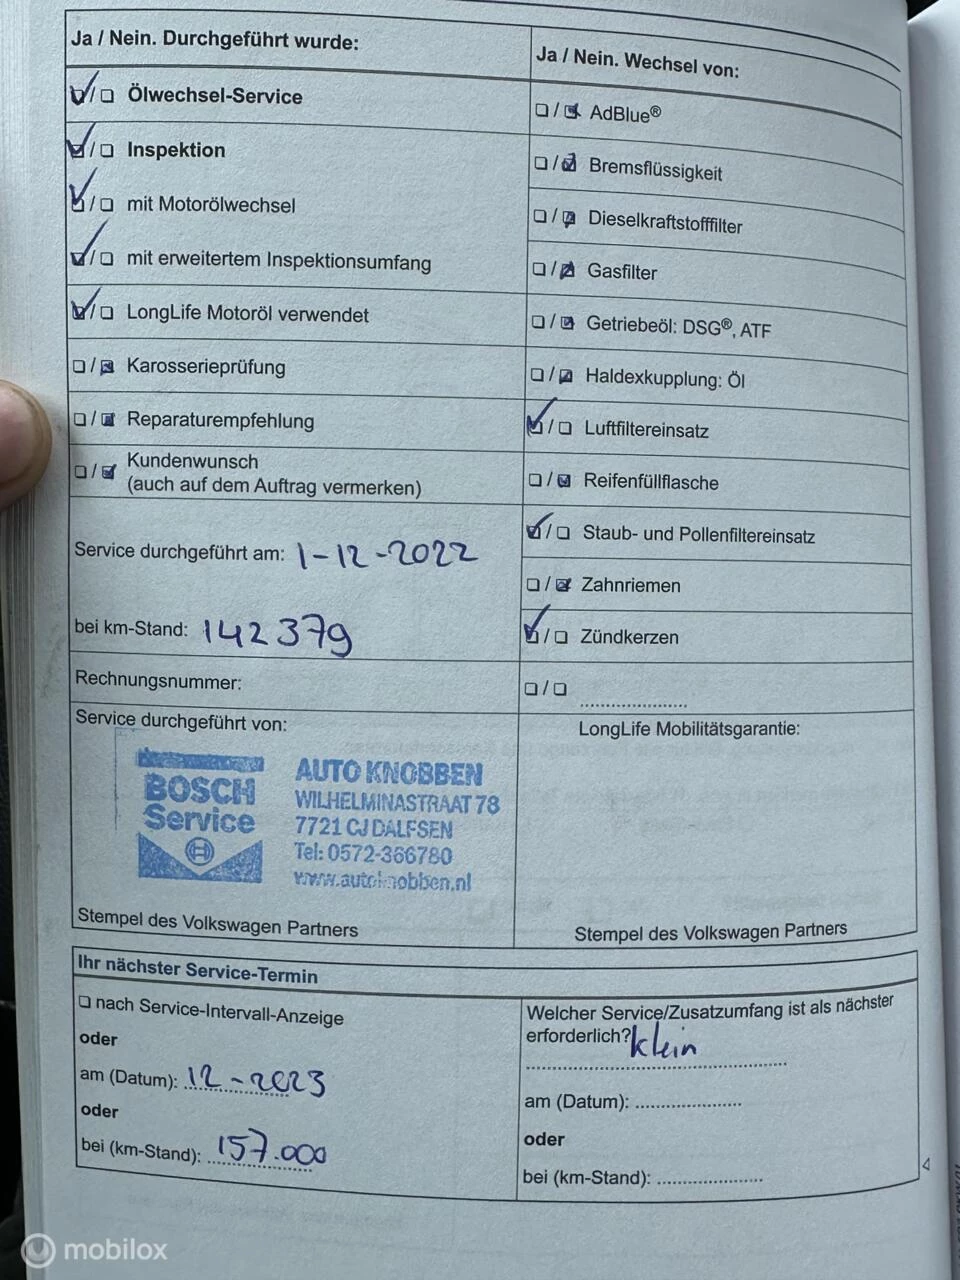 Ja / Nein. Durchgeführt wurde:
☑/☐ Ölwechsel-Service
☑/☐ Inspektion
☑/☐ mit Motorölwechsel
☑/☐ mit erweitertem Inspektionsumfang
☑/☐ LongLife Motoröl verwendet
☐/☑ Karosserieprüfung
☐/☑ Reparaturempfehlung
☐/☑ Kundenwunsch
(auch auf dem Auftrag vermerken)
Service durchgeführt am: 1-12-2022
bei km-Stand: 142379
Rechnungsnummer:
Service durchgeführt von:
BOSCH
Service
AUTO KNOBBEN
WILHELMINASTRAAT 78
7721 CJ DALFSEN
Tel: 0572-366780
www.autoknobben.nl
Stempel des Volkswagen Partners
Ja / Nein. Wechsel von:
☐/☑ AdBlue®
☐/☑ Bremsflüssigkeit
☐/☑ Dieselkraftstofffilter
☐/☑ Gasfilter
☐/☑ Getriebeöl: DSG®, ATF
☐/☑ Haldexkupplung: Öl
☑/☐ Luftfiltereinsatz
☐/☑ Reifenfüllflasche
☑/☐ Staub- und Pollenfiltereinsatz
☐/☑ Zahnriemen
☑/☐ Zündkerzen
☐/☐ ....................
LongLife Mobilitätsgarantie:
Stempel des Volkswagen Partners
Ihr nächster Service-Termin
☐ nach Service-Intervall-Anzeige
oder
am (Datum): 12-2023
oder
bei (km-Stand): 157.000
Welcher Service/Zusatzumfang ist als nächster
erforderlich? klein
am (Datum): ....................
oder
bei (km-Stand): ....................
mobilox